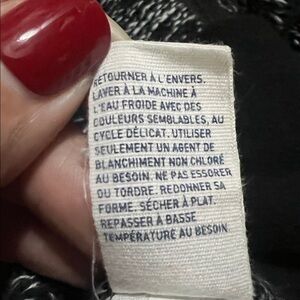 RETOURNER À L'ENVERS.
LAVER À LA MACHINE À
L'EAU FROIDE AVEC DES
COULEURS SEMBLABLES, AU
CYCLE DÉLICAT. UTILISER
SEULEMENT UN AGENT DE
BLANCHIMENT NON CHLORÉ
AU BESOIN. NE PAS ESSORER
OU TORDRE. REDONNER SA
FORME. SÉCHER À PLAT.
REPASSER À BASSE
TEMPÉRATURE AU BESOIN